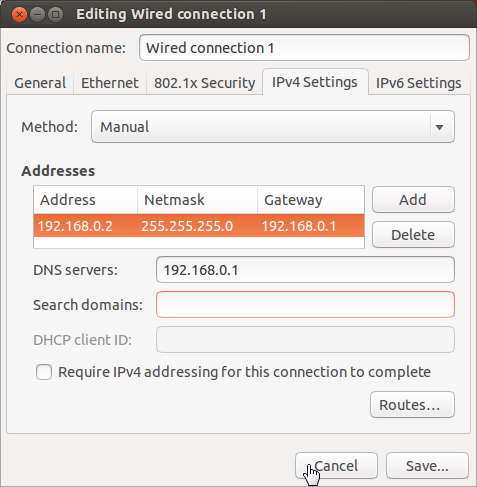 Editing Wired connection 1
Connection name: Wired connection 1
General Ethernet 802.1x Security IPv4 Settings IPv6 Settings
Method: Manual
Addresses
Address Netmask Gateway Add
192.168.0.2 255.255.255.0 192.168.0.1
Delete
DNS servers: 192.168.0.1
Search domains:
DHCP client ID:
Require IPv4 addressing for this connection to complete
Routes…
Cancel Save...